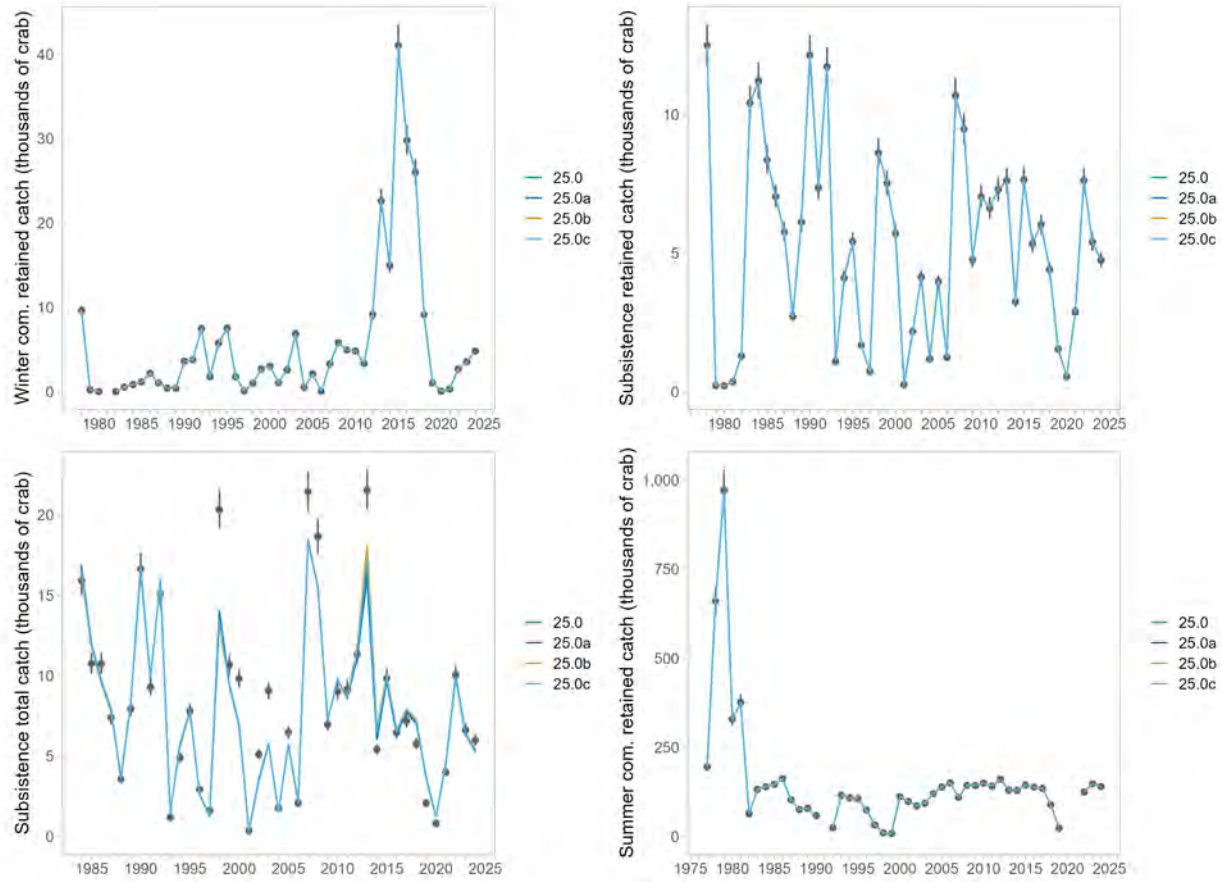 Winter com. retained catch (thousands of crab)
40
30
20
10
0
1980 1985 1990 1995 2000 2005 2010 2015 2020 2025
25.0
25.0a
25.0b
25.0c
Subsistence retained catch (thousands of crab)
10
5
0
1980 1985 1990 1995 2000 2005 2010 2015 2020 2025
25.0
25.0a
25.0b
25.0c
Subsistence total catch (thousands of crab)
20
15
10
5
0
1985 1990 1995 2000 2005 2010 2015 2020 2025
25.0
25.0a
25.0b
25.0c
Summer com. retained catch (thousands of crab)
1,000
750
500
250
0
1975 1980 1985 1990 1995 2000 2005 2010 2015 2020 2025
25.0
25.0a
25.0b
25.0c